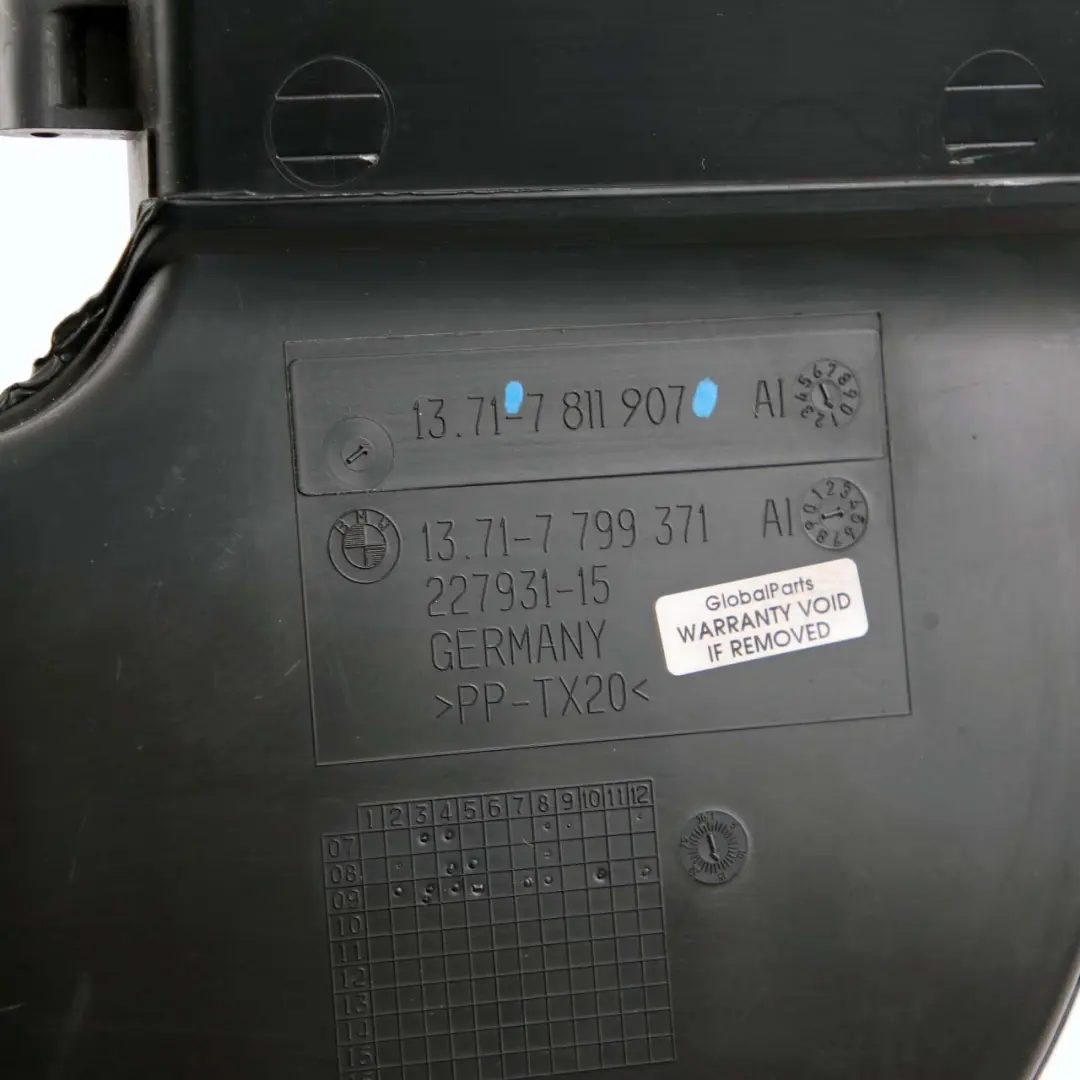 13.71-7 811 907 AI
BMW 13.71-7 799 371 AI
227931-15
GERMANY
>PP-TX20<
GlobalParts
WARRANTY VOID
IF REMOVED
1 2 3 4 5 6 7 8 9 10 11 12
07
08
09
10
11
12
13
14
15